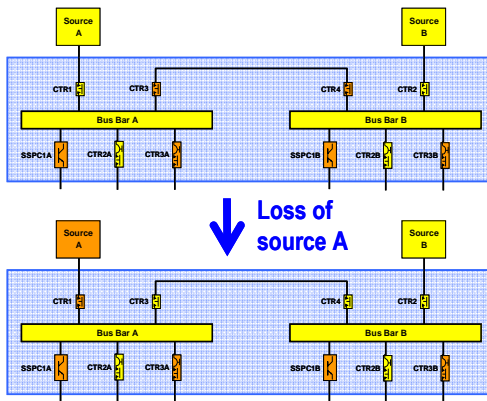 Source
A
Source
B
CTR1
CTR3
CTR4
CTR2
Bus Bar A
Bus Bar B
SSPC1A
CTR2A
CTR3A
SSPC1B
CTR2B
CTR3B
Loss of
source A
Source
A
Source
B
CTR1
CTR3
CTR4
CTR2
Bus Bar A
Bus Bar B
SSPC1A
CTR2A
CTR3A
SSPC1B
CTR2B
CTR3B